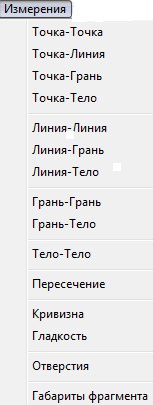 Измерения
Точка-Точка
Точка-Линия
Точка-Грань
Точка-Тело
Линия-Линия
Линия-Грань
Линия-Тело
Грань-Грань
Грань-Тело
Тело-Тело
Пересечение
Кривизна
Гладкость
Отверстия
Габариты фрагмента